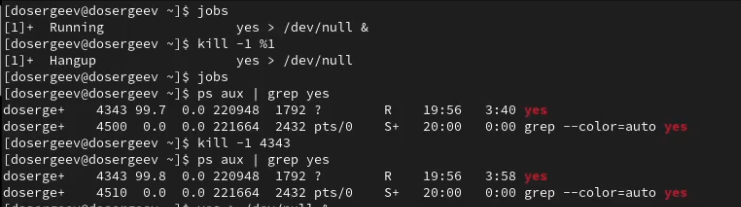 [dosergeev@dosergeev ~]$ jobs
[1]+  Running                 yes > /dev/null &
[dosergeev@dosergeev ~]$ kill -1 %1
[1]+  Hangup                  yes > /dev/null
[dosergeev@dosergeev ~]$ jobs
[dosergeev@dosergeev ~]$ ps aux | grep yes
doserge+    4343 99.7  0.0 220948  1792 ?        R    19:56   3:40 yes
doserge+    4500  0.0  0.0 221664  2432 pts/0    S+   20:00   0:00 grep --color=auto yes
[dosergeev@dosergeev ~]$ kill -1 4343
[dosergeev@dosergeev ~]$ ps aux | grep yes
doserge+    4343 99.8  0.0 220948  1792 ?        R    19:56   3:58 yes
doserge+    4510  0.0  0.0 221664  2432 pts/0    S+   20:00   0:00 grep --color=auto yes